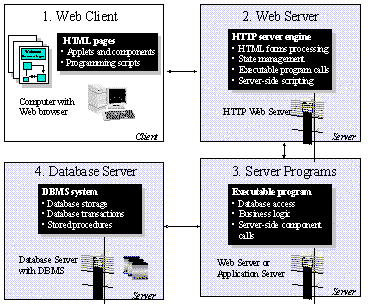 1. Web Client
HTML pages
• Applets and components
• Programming scripts
Computer with
Web browser
Client
2. Web Server
HTTP server engine
• HTML forms processing
• State management
• Executable program calls
• Server-side scripting
HTTP Web Server
Server
4. Database Server
DBMS system
• Database storage
• Database transactions
• Stored procedures
Database Server
with DBMS
Server
3. Server Programs
Executable program
• Database access
• Business logic
• Server-side component
calls
Web Server or
Application Server
Server